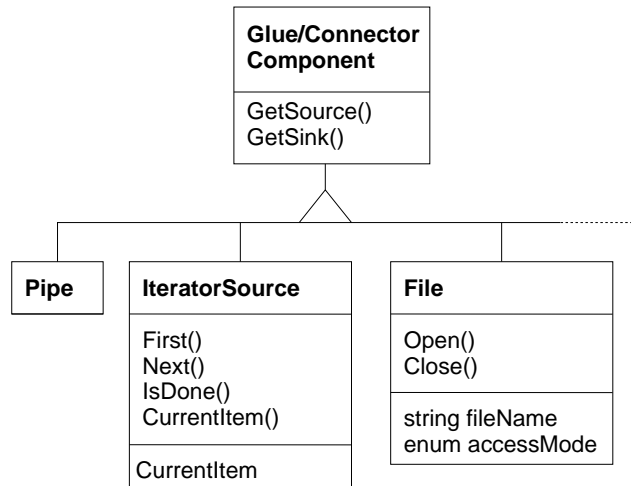 Glue/Connector
Component
GetSource()
GetSink()
Pipe
IteratorSource
First()
Next()
IsDone()
CurrentItem()
CurrentItem
File
Open()
Close()
string fileName
enum accessMode